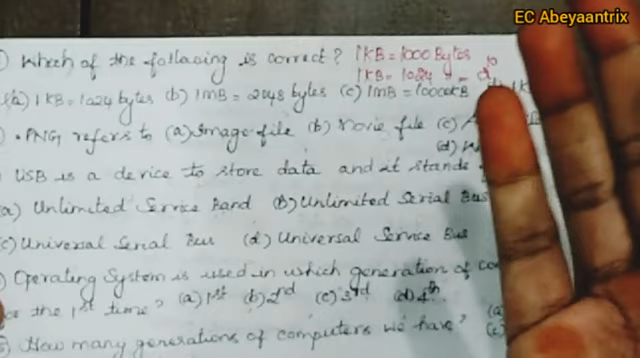 EC Abeyaantrix
Which of the following is correct? 1KB = 1000 Bytes
1KB = 1024
(a) 1KB = 1024 bytes (b) 1MB = 2048 bytes (c) 1MB = 10000KB
.PNG refers to (a) Image file (b) Movie file (c)
(d)
USB is a device to store data and it stands
(a) Unlimited Service Band (b) Unlimited Serial Bus
(c) Universal Serial Bus (d) Universal Service Bus
Operating System is used in which generation of
the 1st time? (a) 1st (b) 2nd (c) 3rd (d) 4th
How many generations of computers we have?